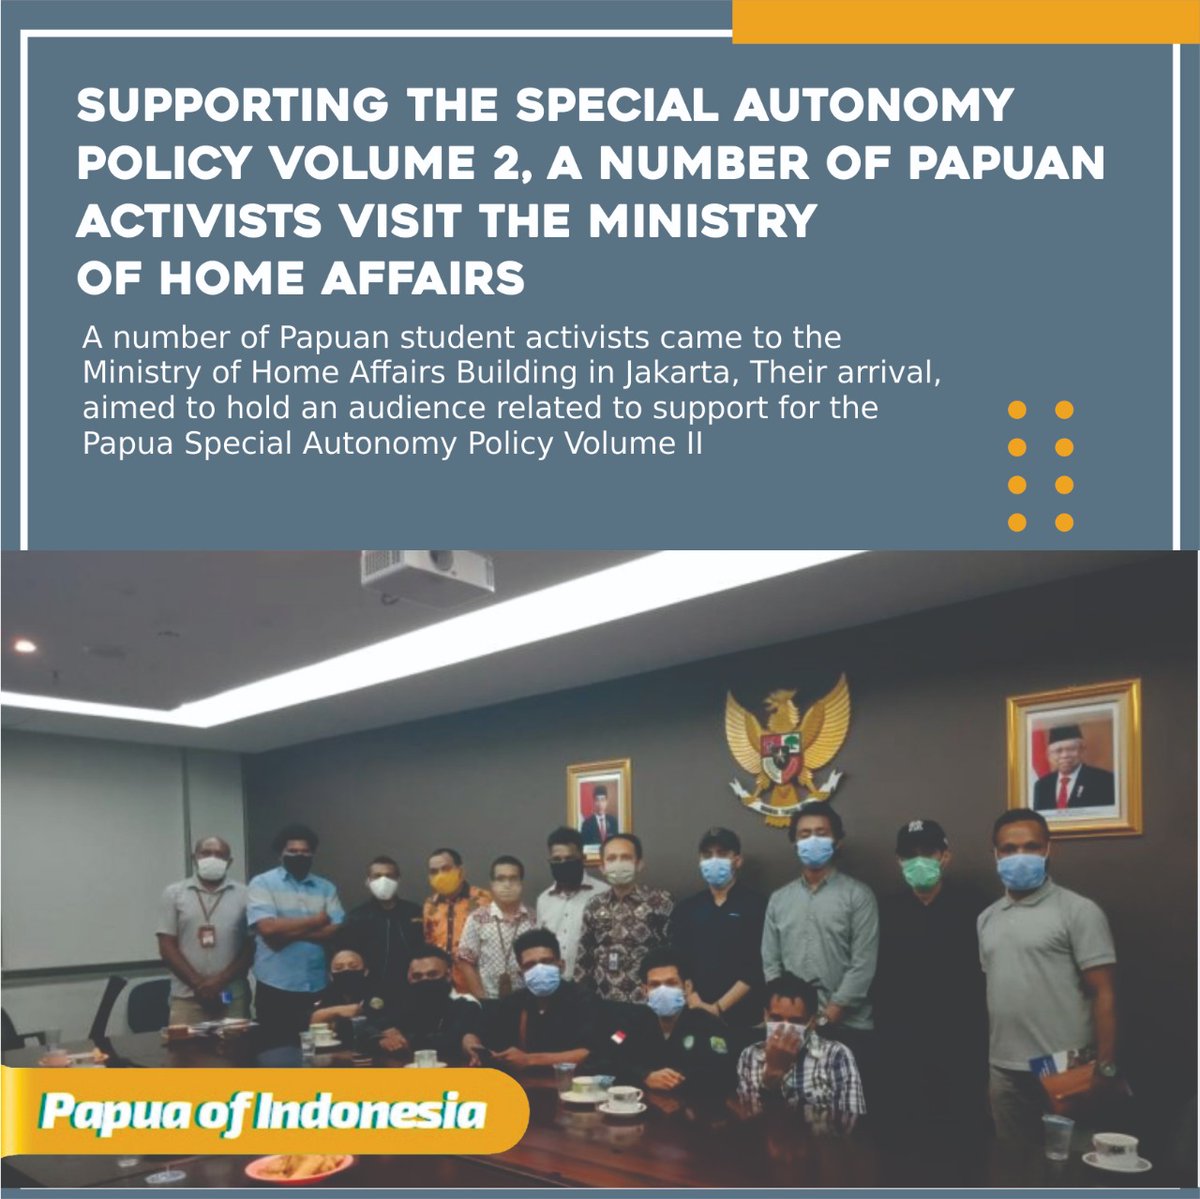 SUPPORTING THE SPECIAL AUTONOMY
POLICY VOLUME 2, A NUMBER OF PAPUAN
ACTIVISTS VISIT THE MINISTRY
OF HOME AFFAIRS
A number of Papuan student activists came to the
Ministry of Home Affairs Building in Jakarta, Their arrival,
aimed to hold an audience related to support for the
Papua Special Autonomy Policy Volume II
Papua of Indonesia